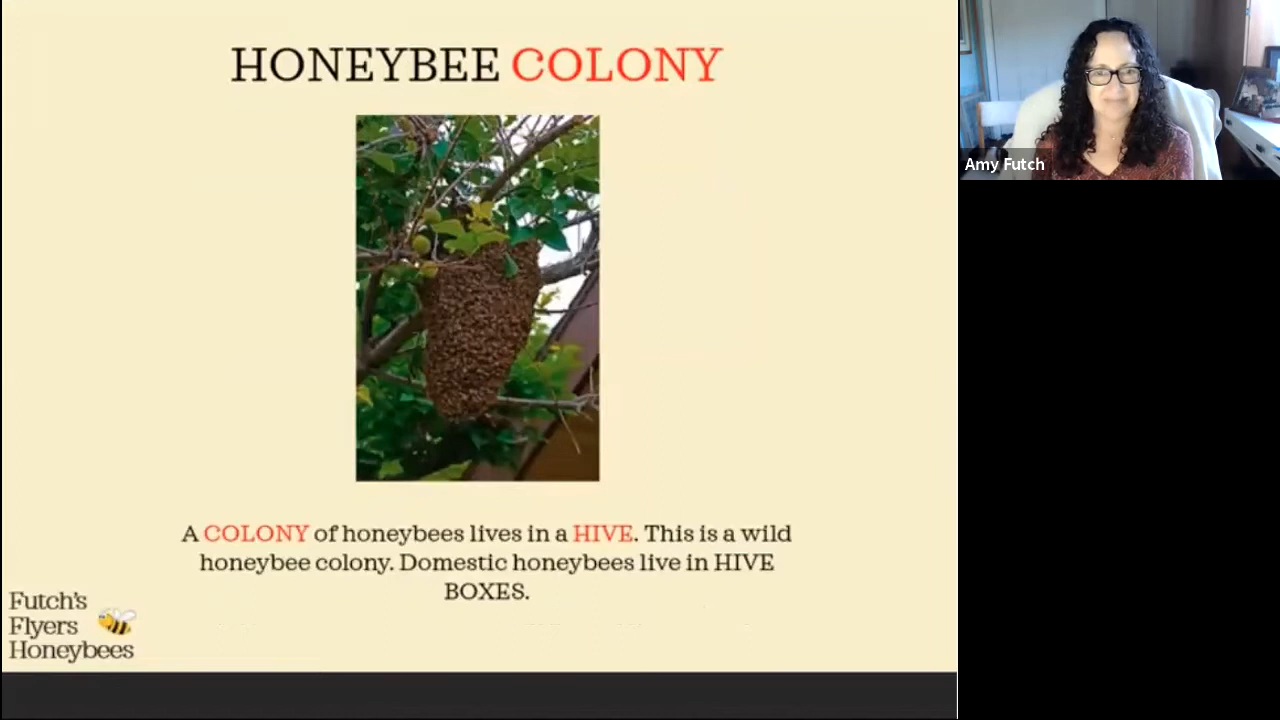 HONEYBEE COLONY
A COLONY of honeybees lives in a HIVE. This is a wild
honeybee colony. Domestic honeybees live in HIVE
BOXES.
Futch's
Flyers
Honeybees
Amy Futch